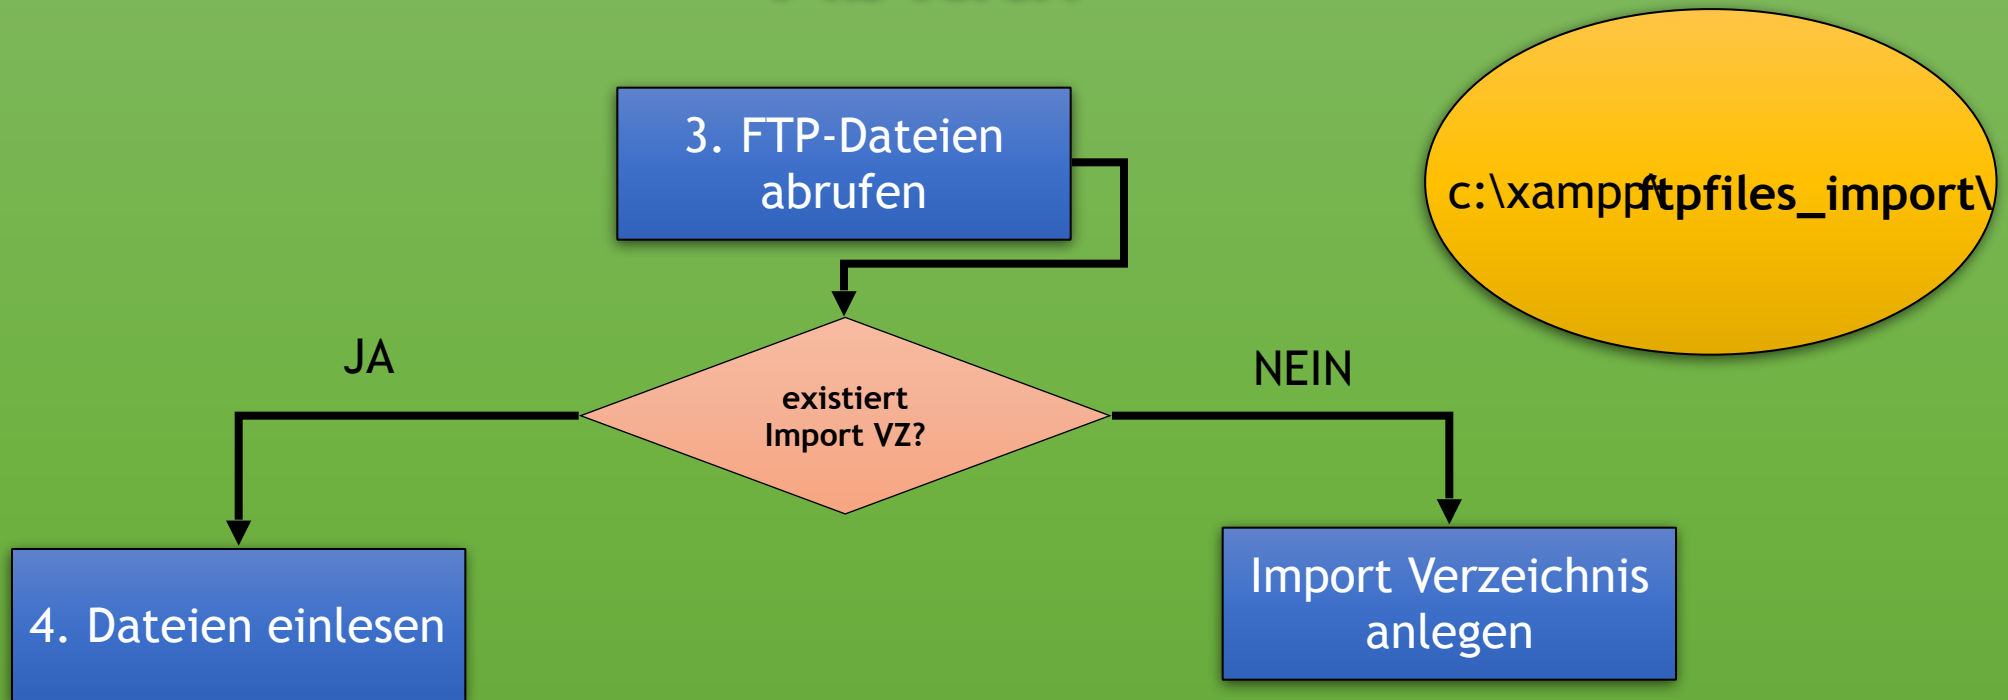 3. FTP-Dateien
abrufen
c:\xampp\ftpfiles_import\
JA
NEIN
existiert
Import VZ?
4. Dateien einlesen
Import Verzeichnis
anlegen